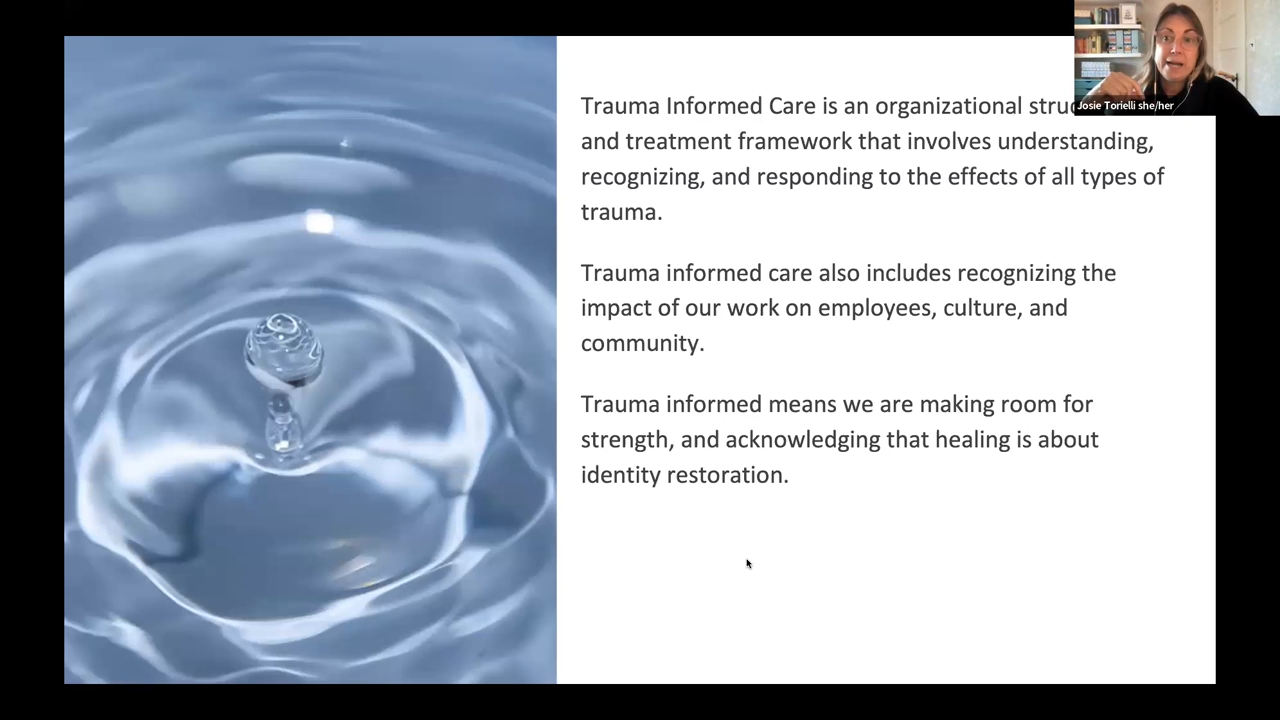 Trauma Informed Care is an organizational
and treatment framework that involves understanding,
recognizing, and responding to the effects of all types of
trauma.
Trauma informed care also includes recognizing the
impact of our work on employees, culture, and
community.
Trauma informed means we are making room for
strength, and acknowledging that healing is about
identity restoration.
Josie Torielli she/her